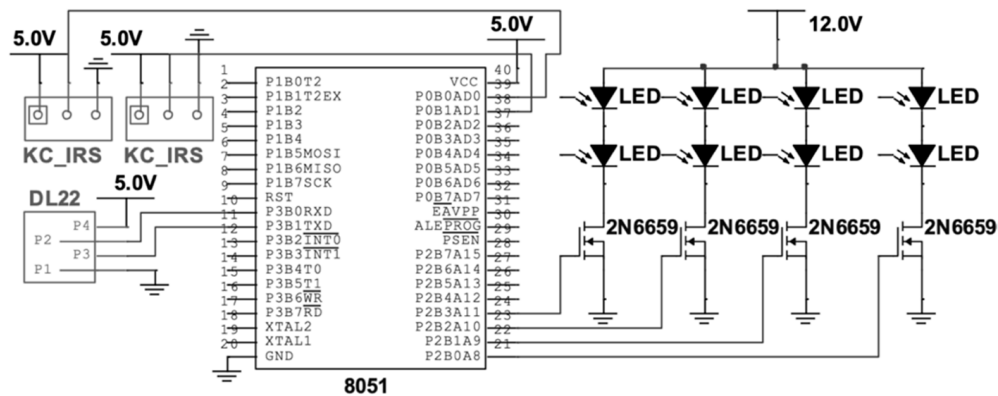 5.0V
5.0V
5.0V
12.0V
KC_IRS
KC_IRS
DL22
5.0V
P4
P2
P3
P1
1
2
3
4
5
6
7
8
9
10
11
12
13
14
15
16
17
18
19
20
P1B0T2
P1B1T2EX
P1B2
P1B3
P1B4
P1B5MOSI
P1B6MISO
P1B7SCK
RST
P3B0RXD
P3B1TXD
P3B2INT0
P3B3INT1
P3B4T0
P3B5T1
P3B6WR
P3B7RD
XTAL2
XTAL1
GND
VCC
P0B0AD0
P0B1AD1
P0B2AD2
P0B3AD3
P0B4AD4
P0B5AD5
P0B6AD6
P0B7AD7
EAVPP
ALEPROG
PSEN
P2B7A15
P2B6A14
P2B5A13
P2B4A12
P2B3A11
P2B2A10
P2B1A9
P2B0A8
40
39
38
37
36
35
34
33
32
31
30
29
28
27
26
25
24
23
22
21
8051
LED
LED
LED
LED
LED
LED
LED
LED
2N6659
2N6659
2N6659
2N6659